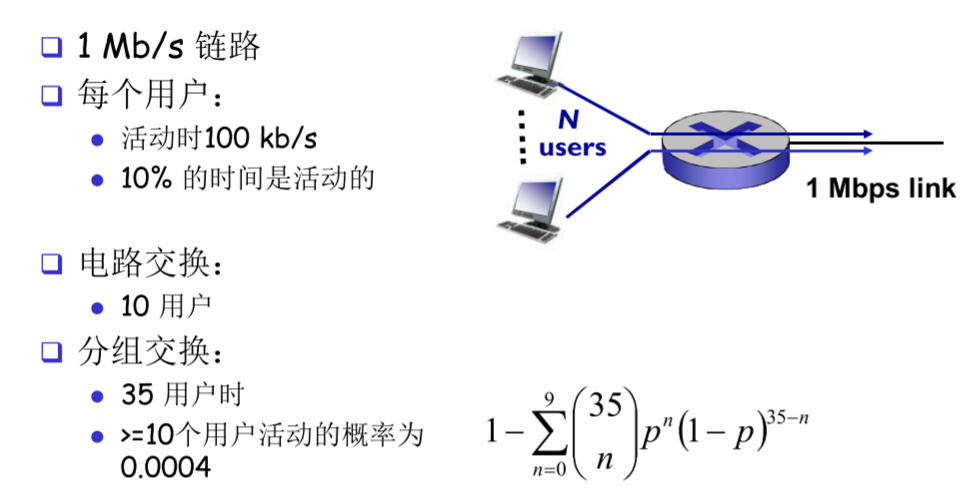 1 Mb/s 链路
每个用户：
活动时100 kb/s
10% 的时间是活动的
N
users
1 Mbps link
电路交换：
10 用户
分组交换：
35 用户时
>=10个用户活动的概率为
0.0004
1-\sum_{n=0}^{9}\binom{35}{n}p^{n}(1-p)^{35-n}